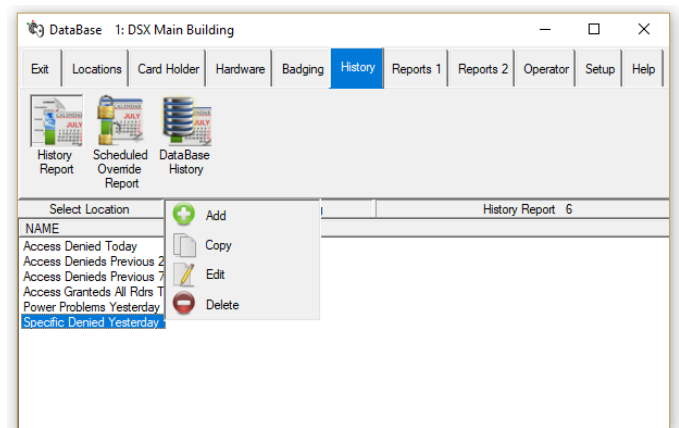 DataBase 1: DSX Main Building
Exit Locations Card Holder Hardware Badging History Reports 1 Reports 2 Operator Setup Help
History Report
Scheduled Override Report
DataBase History
Select Location
History Report 6
NAME
Access Denied Today
Access Denieds Previous 2
Access Denieds Previous 7
Access Granteds All Rdrs T
Power Problems Yesterday
Specific Denied Yesterday
Add
Copy
Edit
Delete